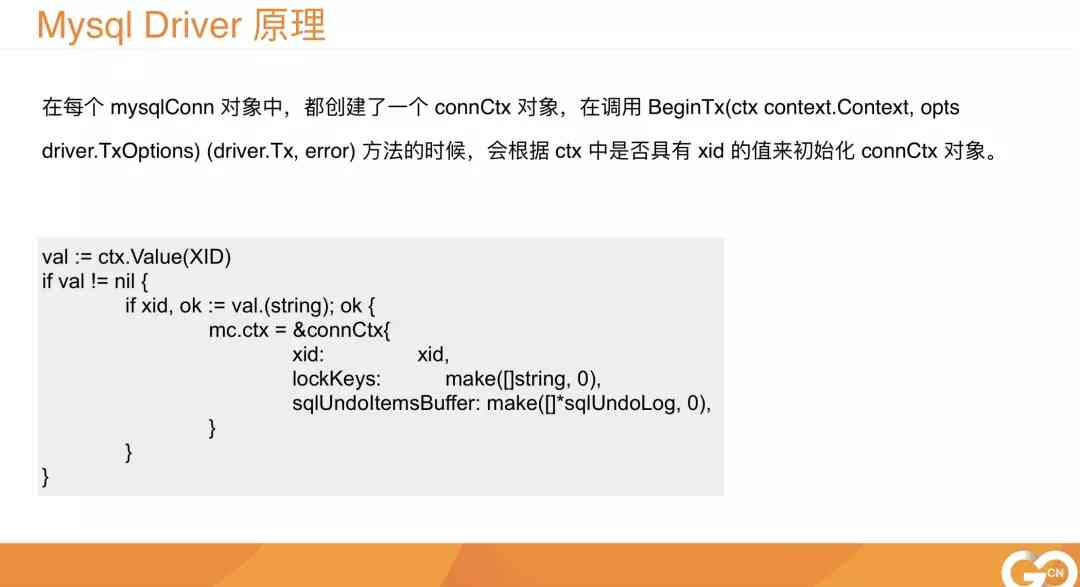 Mysql Driver 原理
在每个 mysqlConn 对象中，都创建了一个 connCtx 对象，在调用 BeginTx(ctx context.Context, opts
driver.TxOptions) (driver.Tx, error) 方法的时候，会根据 ctx 中是否具有 xid 的值来初始化 connCtx 对象。
val := ctx.Value(XID)
if val != nil {
if xid, ok := val.(string); ok {
mc.ctx = &connCtx{
xid: xid,
lockKeys: make([]string, 0),
sqlUndoItemsBuffer: make([]*sqlUndoLog, 0),
}
}
}
GO CN